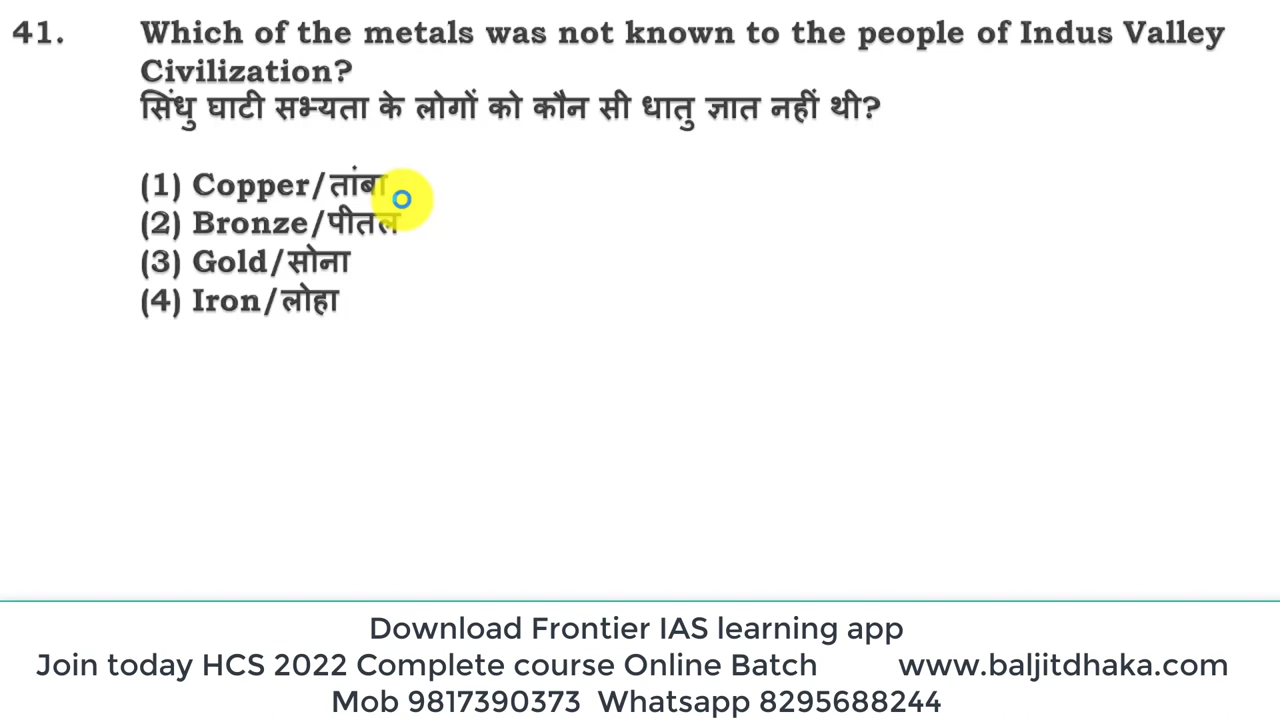 41. Which of the metals was not known to the people of Indus Valley
Civilization?
सिंधु घाटी सभ्यता के लोगों को कौन सी धातु ज्ञात नहीं थी?
(1) Copper/तांबा
(2) Bronze/पीतल
(3) Gold/सोना
(4) Iron/लोहा
Download Frontier IAS learning app
Join today HCS 2022 Complete course Online Batch www.baljitdhaka.com
Mob 9817390373 Whatsapp 8295688244